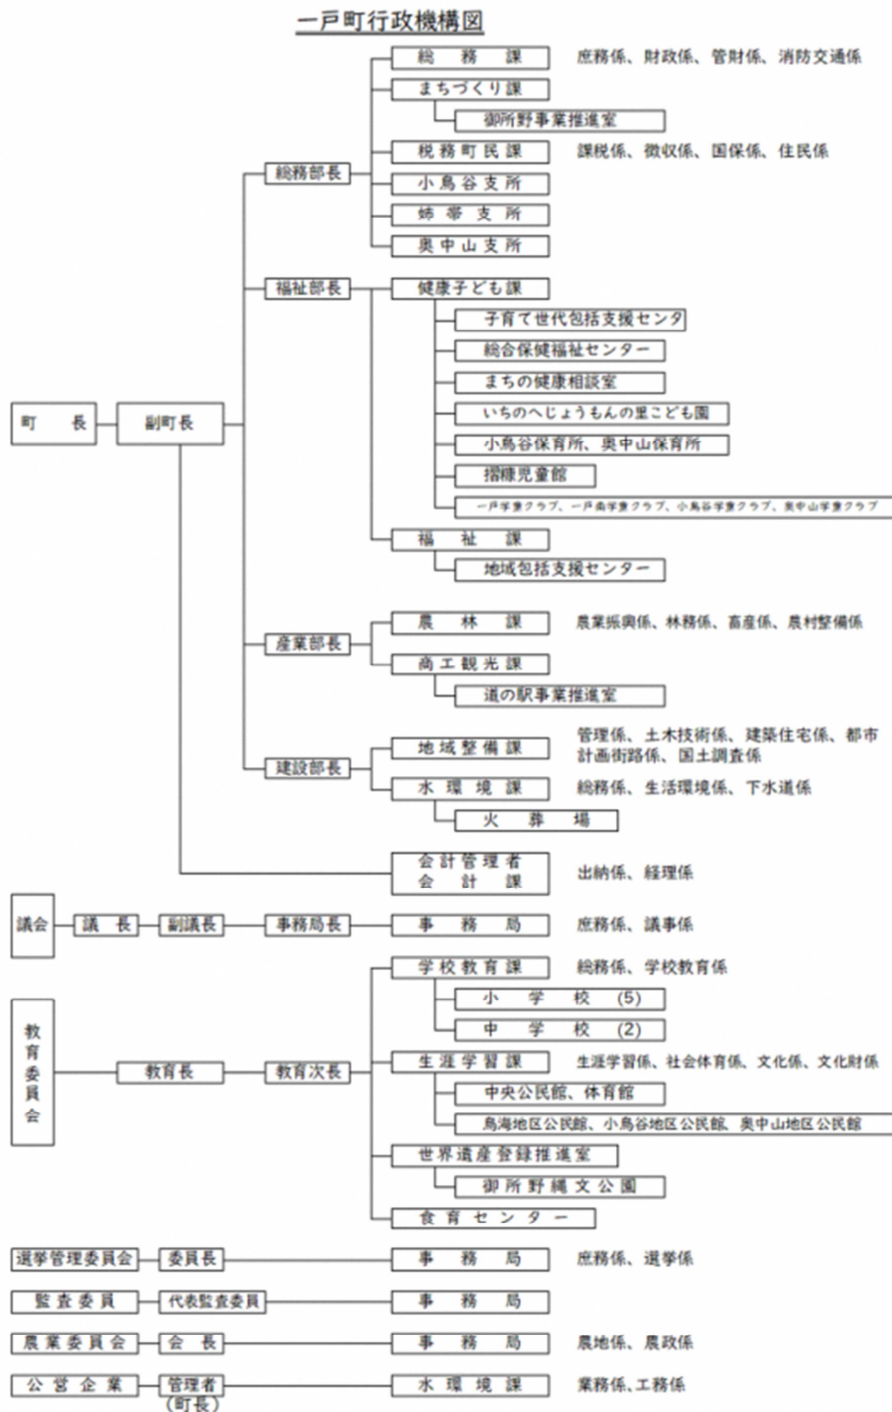 一戸町行政機構図
総務課 庶務係、財政係、管財係、消防交通係
まちづくり課
御所野事業推進室
税務町民課 課税係、徴収係、国保係、住民係
総務部長
小鳥谷支所
姉帯支所
奥中山支所
福祉部長 健康子ども課
子育て世代包括支援センタ
総合保健福祉センター
まちの健康相談室
いちのへじょうもんの里こども園
町長 副町長
小鳥谷保育所、奥中山保育所
摺糠児童館
一戸学童クラブ、一戸南学童クラブ、小鳥谷学童クラブ、奥中山学童クラブ
福祉課
地域包括支援センター
農林課 農業振興係、林務係、畜産係、農村整備係
産業部長
商工観光課
道の駅事業推進室
地域整備課 管理係、土木技術係、建築住宅係、都市
計画街路係、国土調査係
建設部長
水環境課 総務係、生活環境係、下水道係
火葬場
会計管理者
会計課 出納係、経理係
議会 議長 副議長 事務局長 事務局 庶務係、議事係
学校教育課 総務係、学校教育係
小学校 (5)
中学校 (2)
教育委員会 教育長 教育次長
生涯学習課 生涯学習係、社会体育係、文化係、文化財係
中央公民館、体育館
鳥海地区公民館、小鳥谷地区公民館、奥中山地区公民館
世界遺産登録推進室
御所野縄文公園
食育センター
選挙管理委員会 委員長 事務局 庶務係、選挙係
監査委員 代表監査委員 事務局
農業委員会 会長 事務局 農地係、農政係
公営企業 管理者 水環境課 業務係、工務係
(町長)